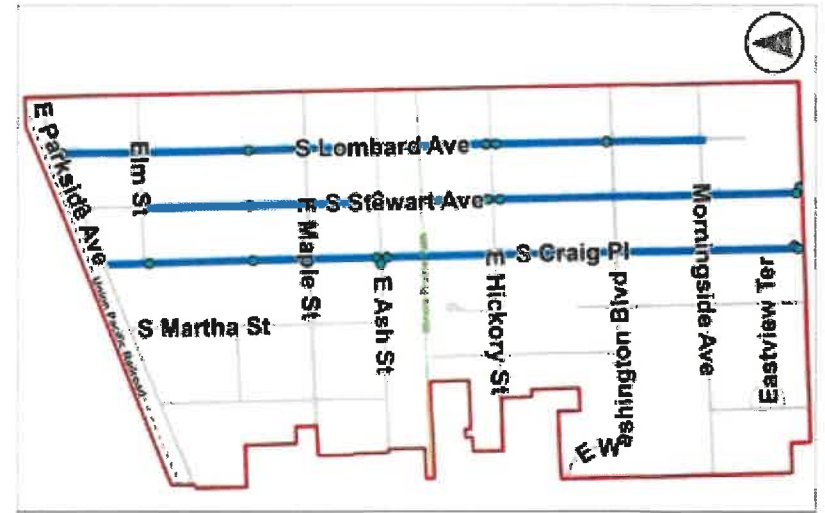 S Lombard Ave
E Parkside Ave
Elm St
S Stewart Ave
E Maple St
S Craig Pl
E Hickory St
E Ash St
Morningside Ave
E Washington Blvd
Eastview Ter
Union Pacific Railroad
S Martha St